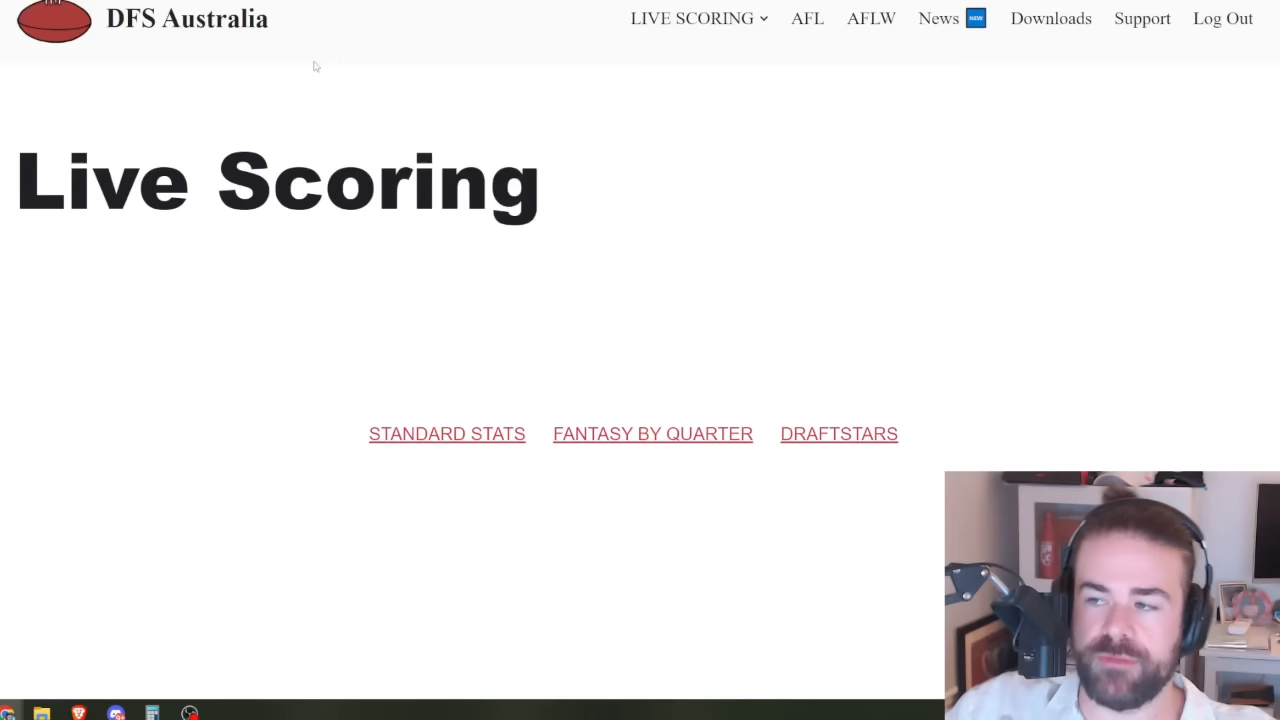 DFS Australia
LIVE SCORING AFL AFLW News NEW Downloads Support Log Out
Live Scoring
STANDARD STATS FANTASY BY QUARTER DRAFTSTARS